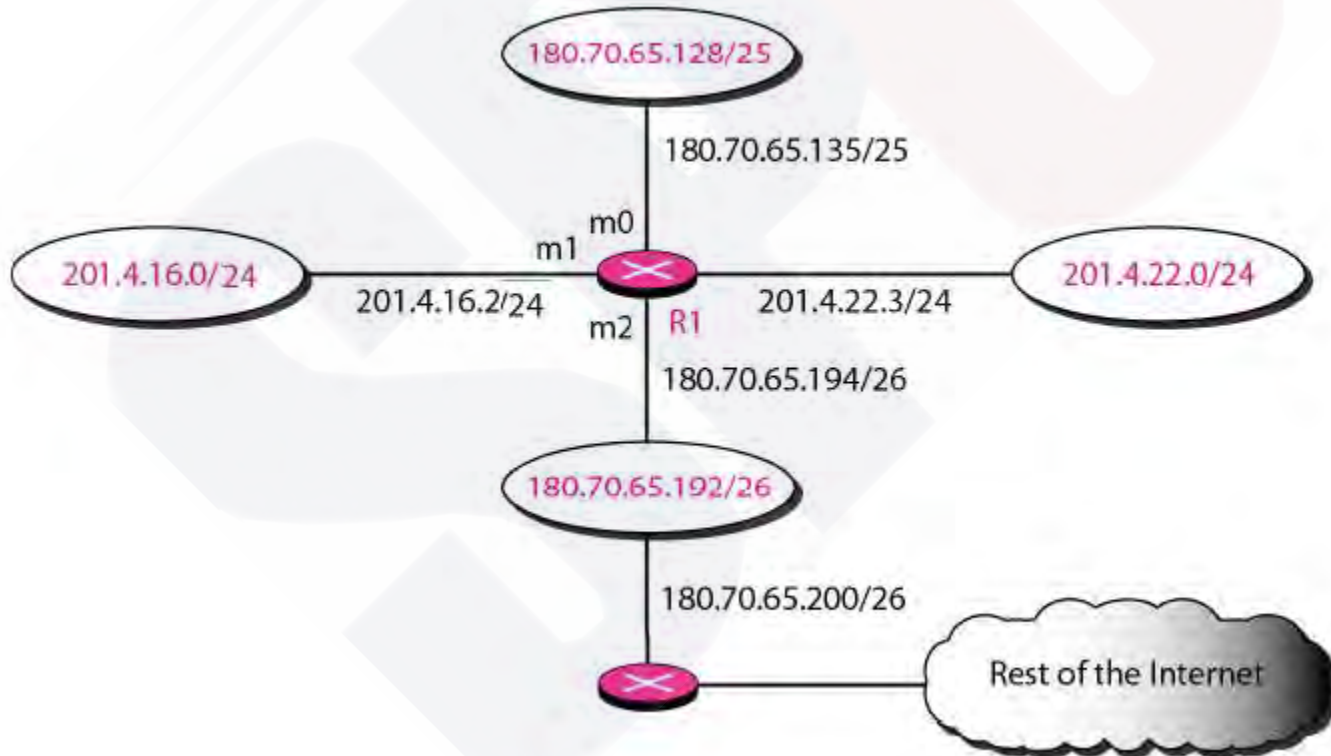 180.70.65.128/25
180.70.65.135/25
m0
m1
201.4.16.0/24
201.4.16.2/24
201.4.22.3/24
201.4.22.0/24
m2
R1
180.70.65.194/26
180.70.65.192/26
180.70.65.200/26
Rest of the Internet